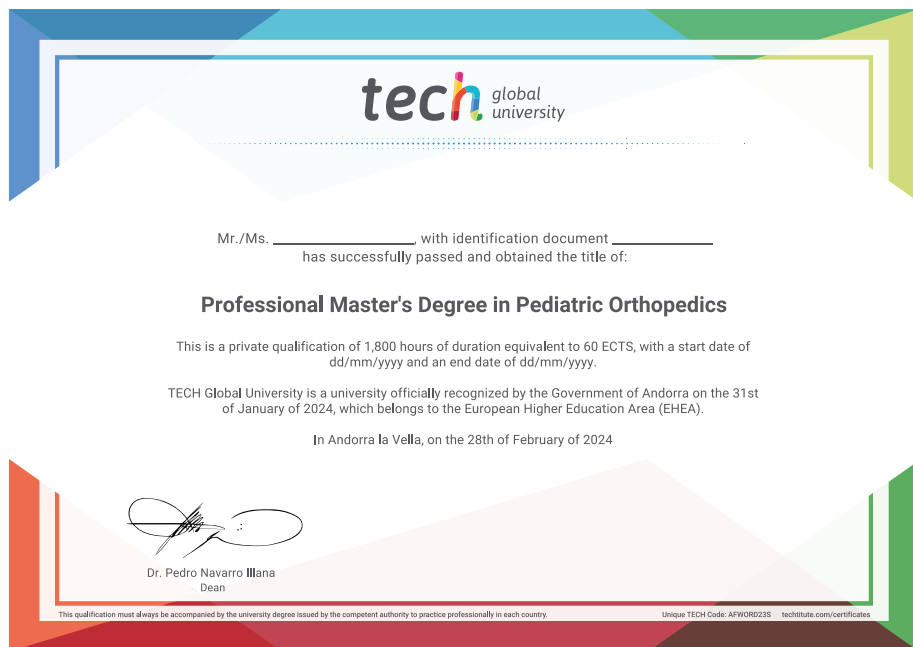 tech global university
Mr./Ms. ________________, with identification document ____________
has successfully passed and obtained the title of:
Professional Master's Degree in Pediatric Orthopedics
This is a private qualification of 1,800 hours of duration equivalent to 60 ECTS, with a start date of
dd/mm/yyyy and an end date of dd/mm/yyyy.
TECH Global University is a university officially recognized by the Government of Andorra on the 31st
of January of 2024, which belongs to the European Higher Education Area (EHEA).
In Andorra la Vella, on the 28th of February of 2024
Dr. Pedro Navarro Illana
Dean
This qualification must always be accompanied by the university degree issued by the competent authority to practice professionally in each country.
Unique TECH Code: AFWORD23S techtitute.com/certificates